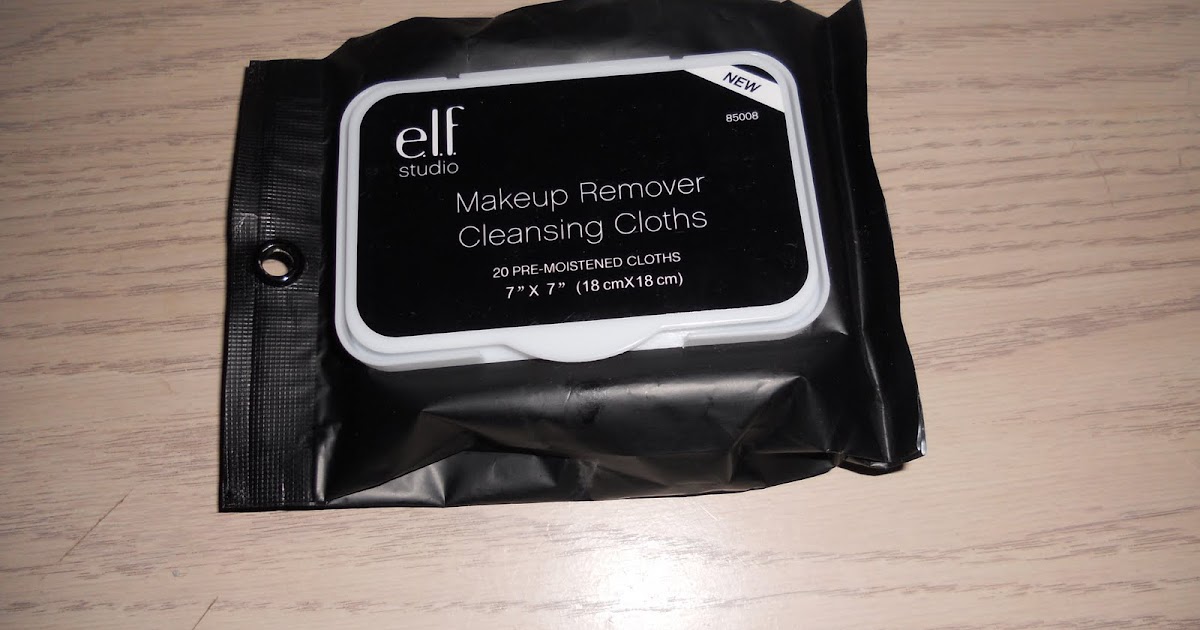 NEW
85008
e.l.f.
studio
Makeup Remover
Cleansing Cloths
20 PRE-MOISTENED CLOTHS
7” X 7” (18 cmX18 cm)